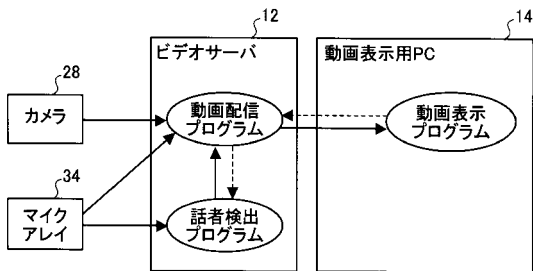 12
14
ビデオサーバ
動画表示用PC
28
カメラ
動画配信
プログラム
動画表示
プログラム
34
マイク
アレイ
話者検出
プログラム